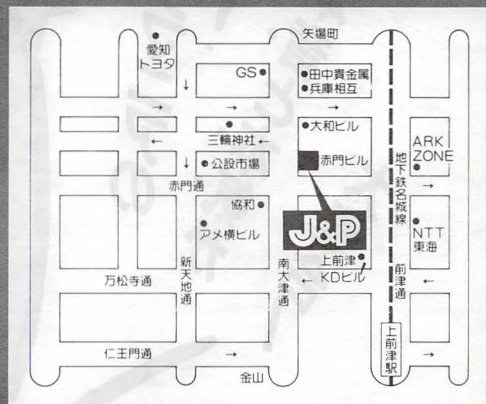 矢場町
愛知
トヨタ
GS
田中貴金属
兵庫相互
三輪神社
大和ビル
公設市場
赤門ビル
ARK
ZONE
赤門通
協和
アメ横ビル
J&P
地下鉄名城線
NTT
東海
新天地通
南大津通
上前津
KDビル
前津通
万松寺通
仁王門通
上前津駅
金山